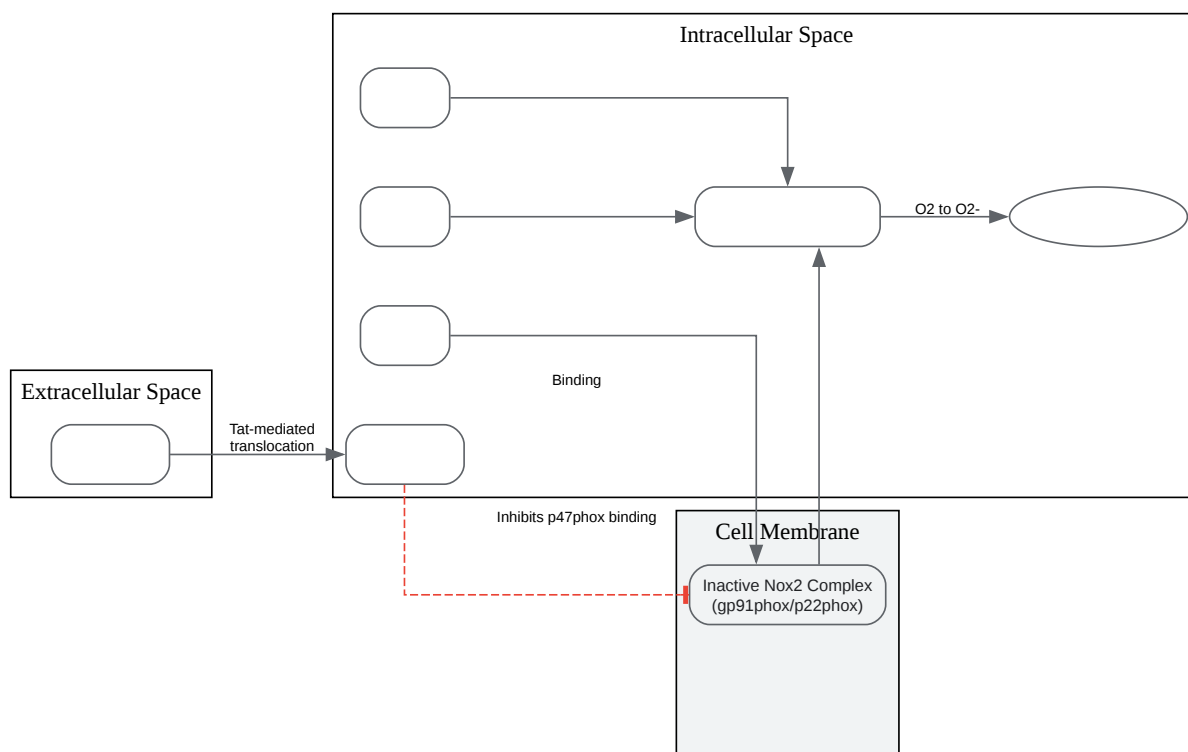 Intracellular Space
O2 to O2-
Binding
Extracellular Space
Tat-mediated
translocation
Inhibits p47phox binding
Cell Membrane
Inactive Nox2 Complex
(gp91phox/p22phox)